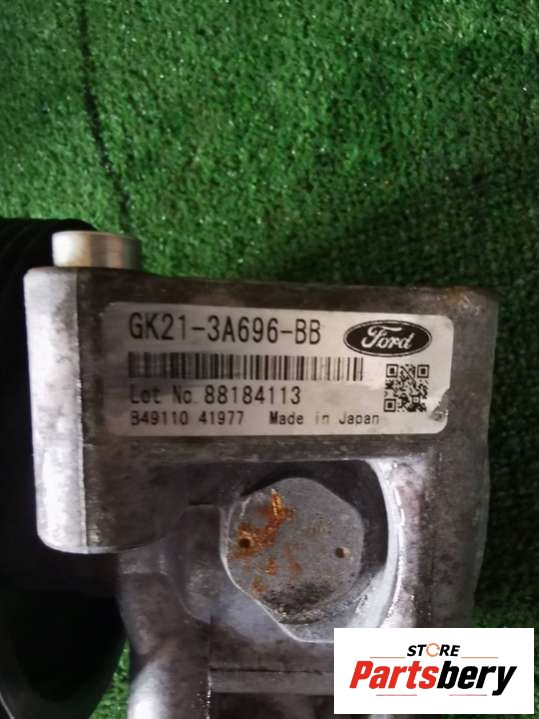 GK21-3A696-BB
Ford
Lot No. 88184113
B49110 41977 Made in Japan
STORE
Partsbery